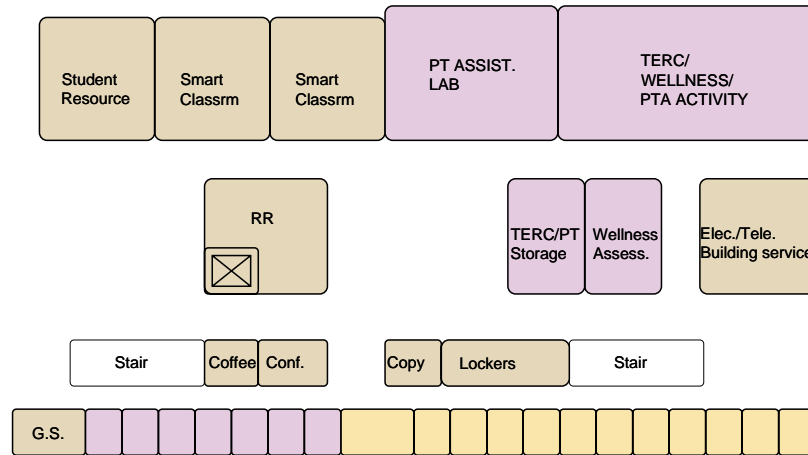 Student
Resource
Smart
Classrm
Smart
Classrm
PT ASSIST.
LAB
TERC/
WELLNESS/
PTA ACTIVITY
RR
TERC/PT
Storage
Wellness
Assess.
Elec./Tele.
Building service
Stair
Coffee
Conf.
Copy
Lockers
Stair
G.S.